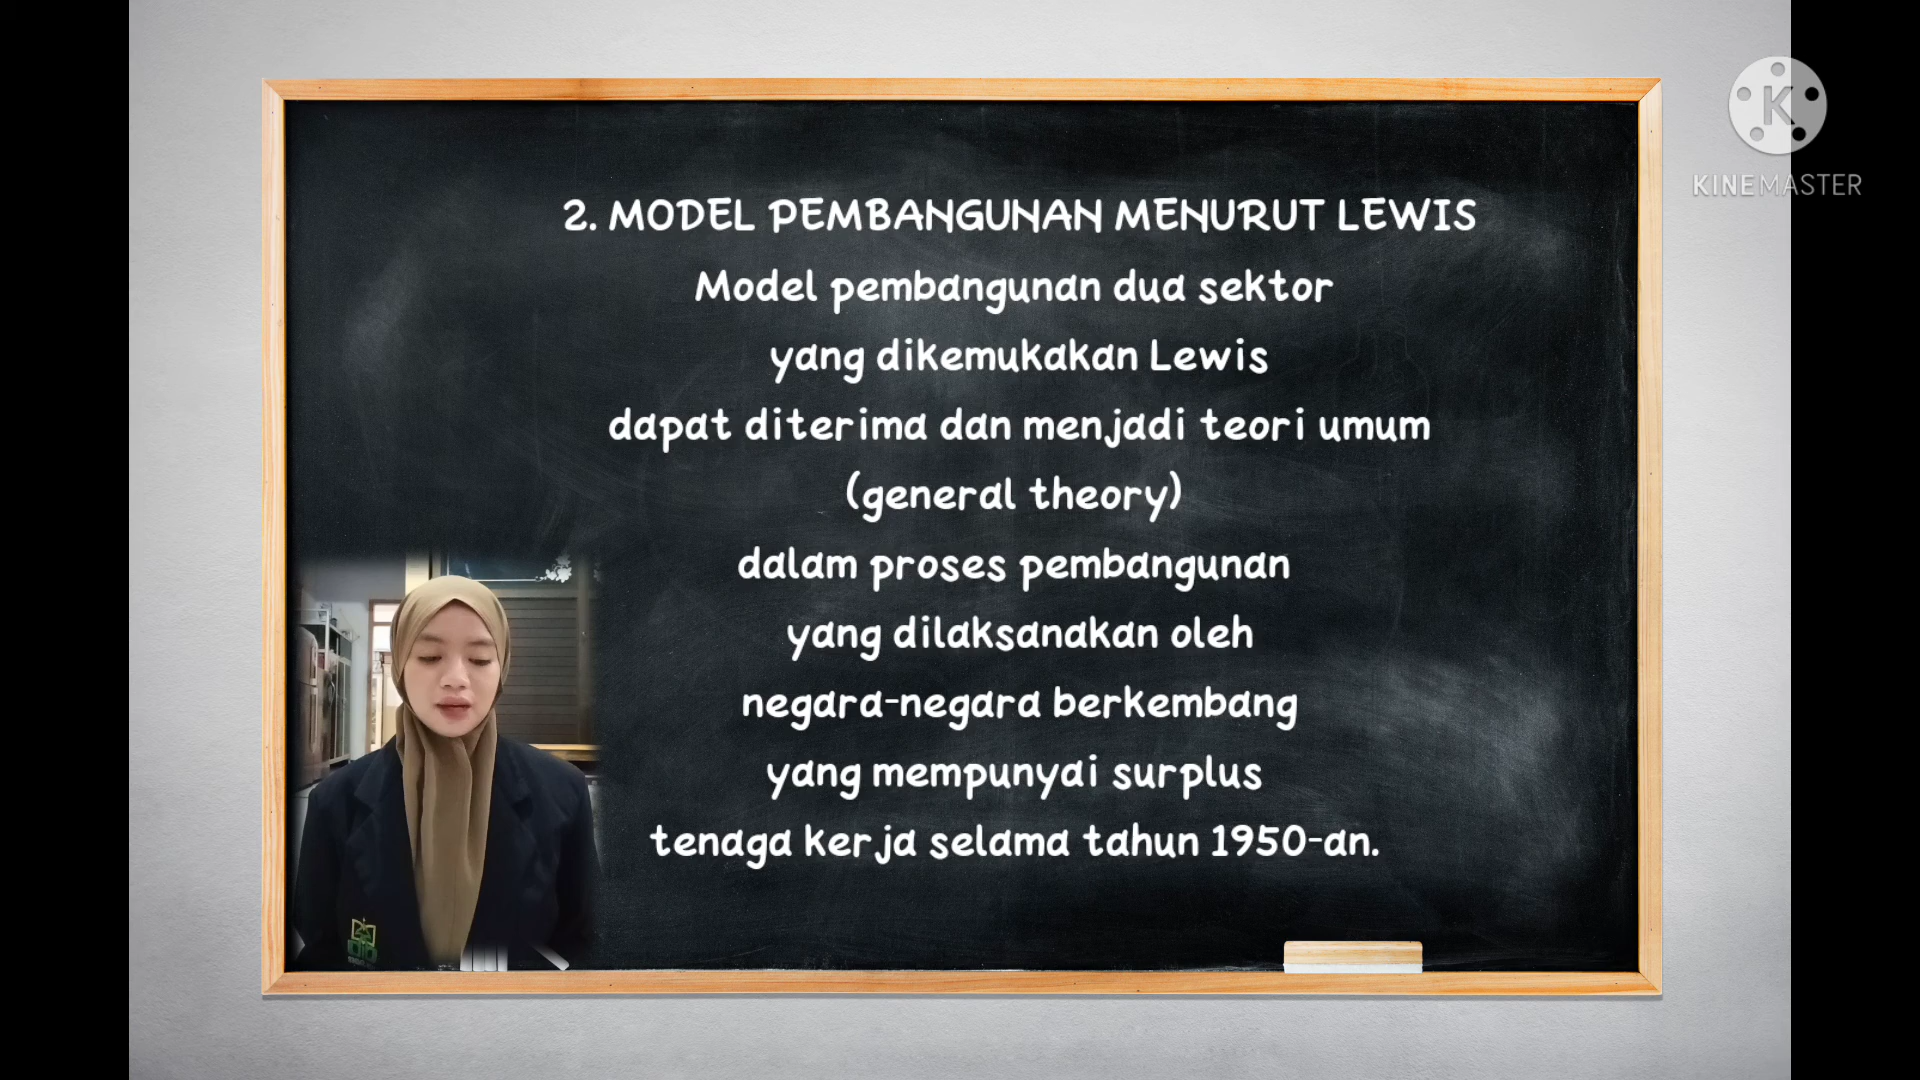 2. MODEL PEMBANGUNAN MENURUT LEWIS
Model pembangunan dua sektor
yang dikemukakan Lewis
dapat diterima dan menjadi teori umum
(general theory)
dalam proses pembangunan
yang dilaksanakan oleh
negara-negara berkembang
yang mempunyai surplus
tenaga kerja selama tahun 1950-an.
K
KINEMASTER